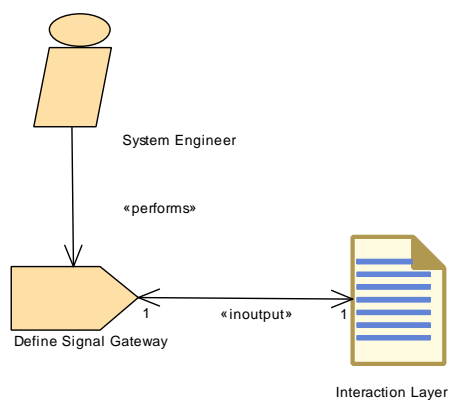 System Engineer
«performs»
1
«inoutput»
1
Define Signal Gateway
Interaction Layer